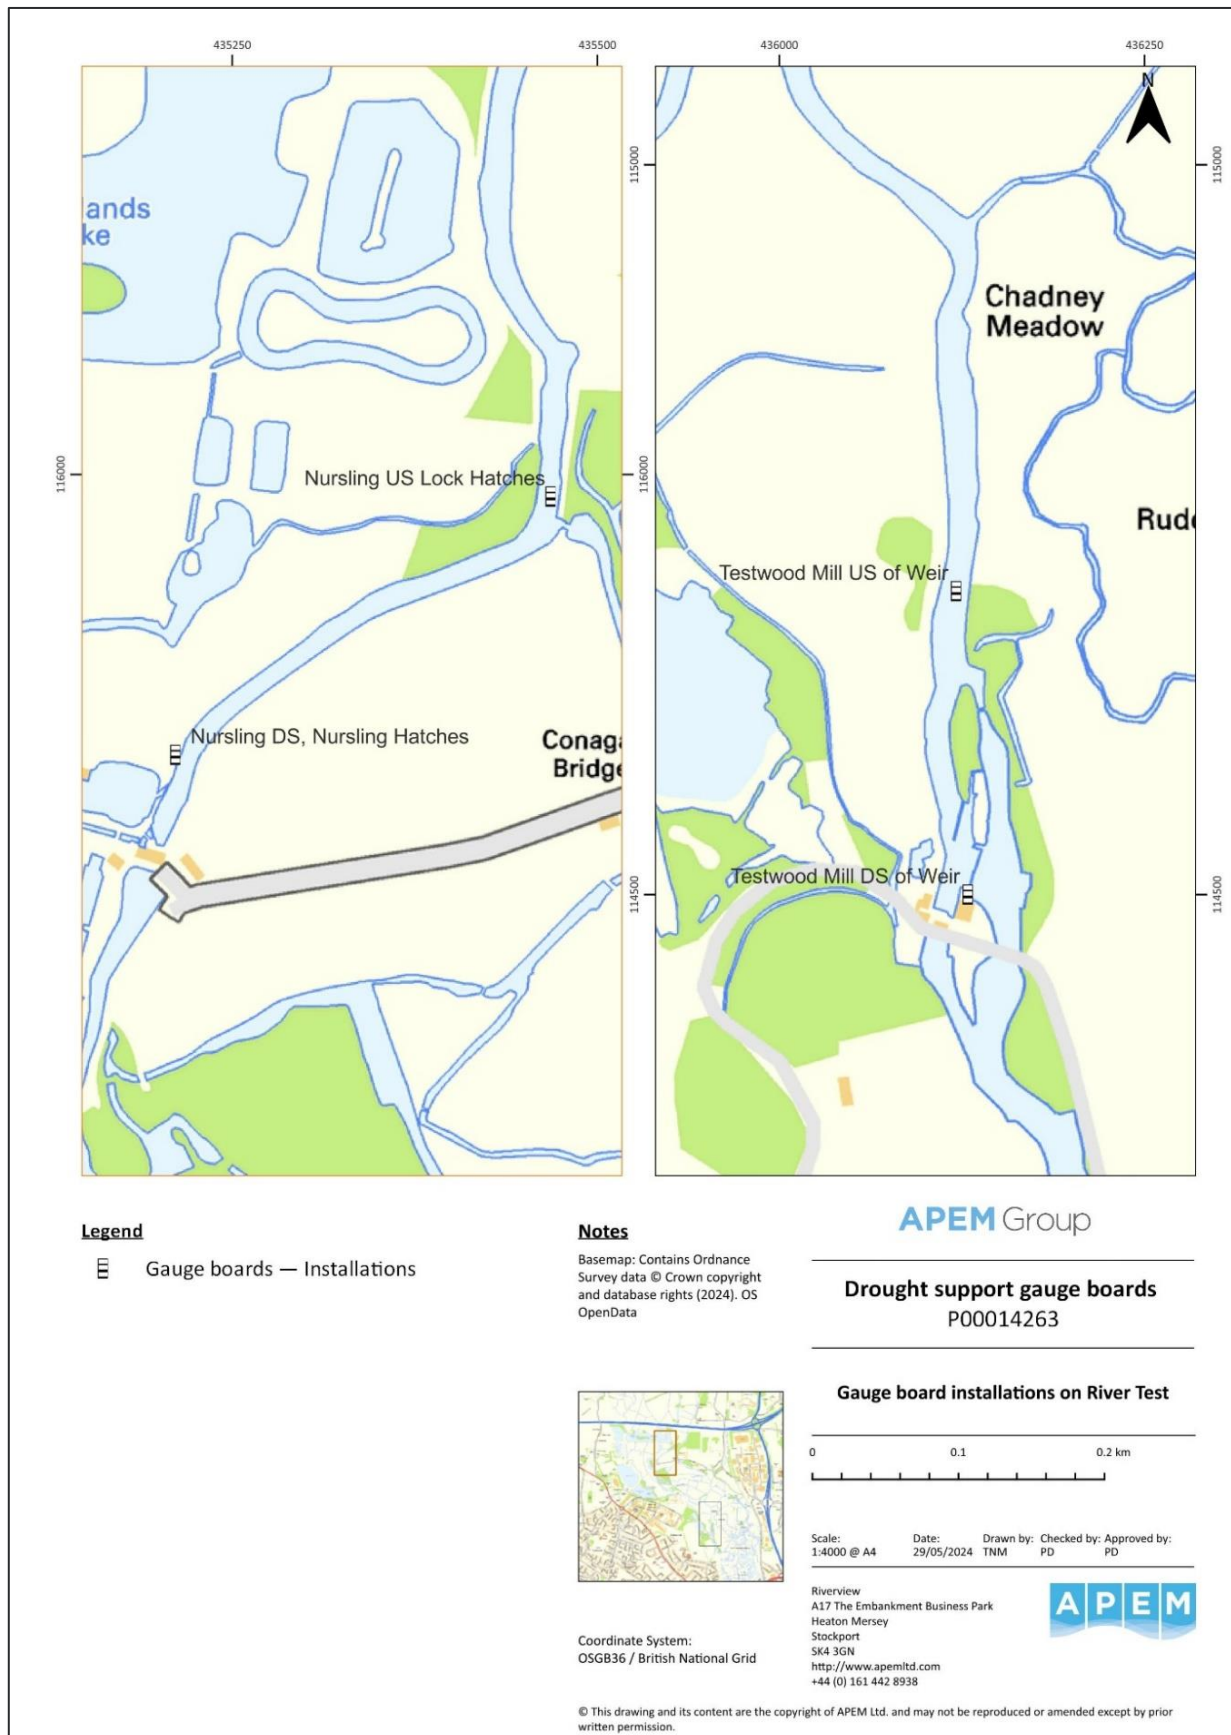 435250
435500
436000
436250
N
115000
115000
lands
ke
Chadney
Meadow
116000
116000
Nursling US Lock Hatches
Testwood Mill US of Weir
Nursling DS, Nursling Hatches
Conaga
Bridge
114500
114500
Testwood Mill DS of Weir
Legend
Gauge boards — Installations
Notes
Basemap: Contains Ordnance
Survey data © Crown copyright
and database rights (2024). OS
OpenData
APEM Group
Drought support gauge boards
P00014263
Gauge board installations on River Test
0 0.1 0.2 km
Scale: Date: Drawn by: Checked by: Approved by:
1:4000 @ A4 29/05/2024 TNM PD PD
Riverview
A17 The Embankment Business Park
Heaton Mersey
Stockport
SK4 3GN
http://www.apemltd.com
+44 (0) 161 442 8938
APEM
Coordinate System:
OSGB36 / British National Grid
© This drawing and its content are the copyright of APEM Ltd. and may not be reproduced or amended except by prior
written permission.